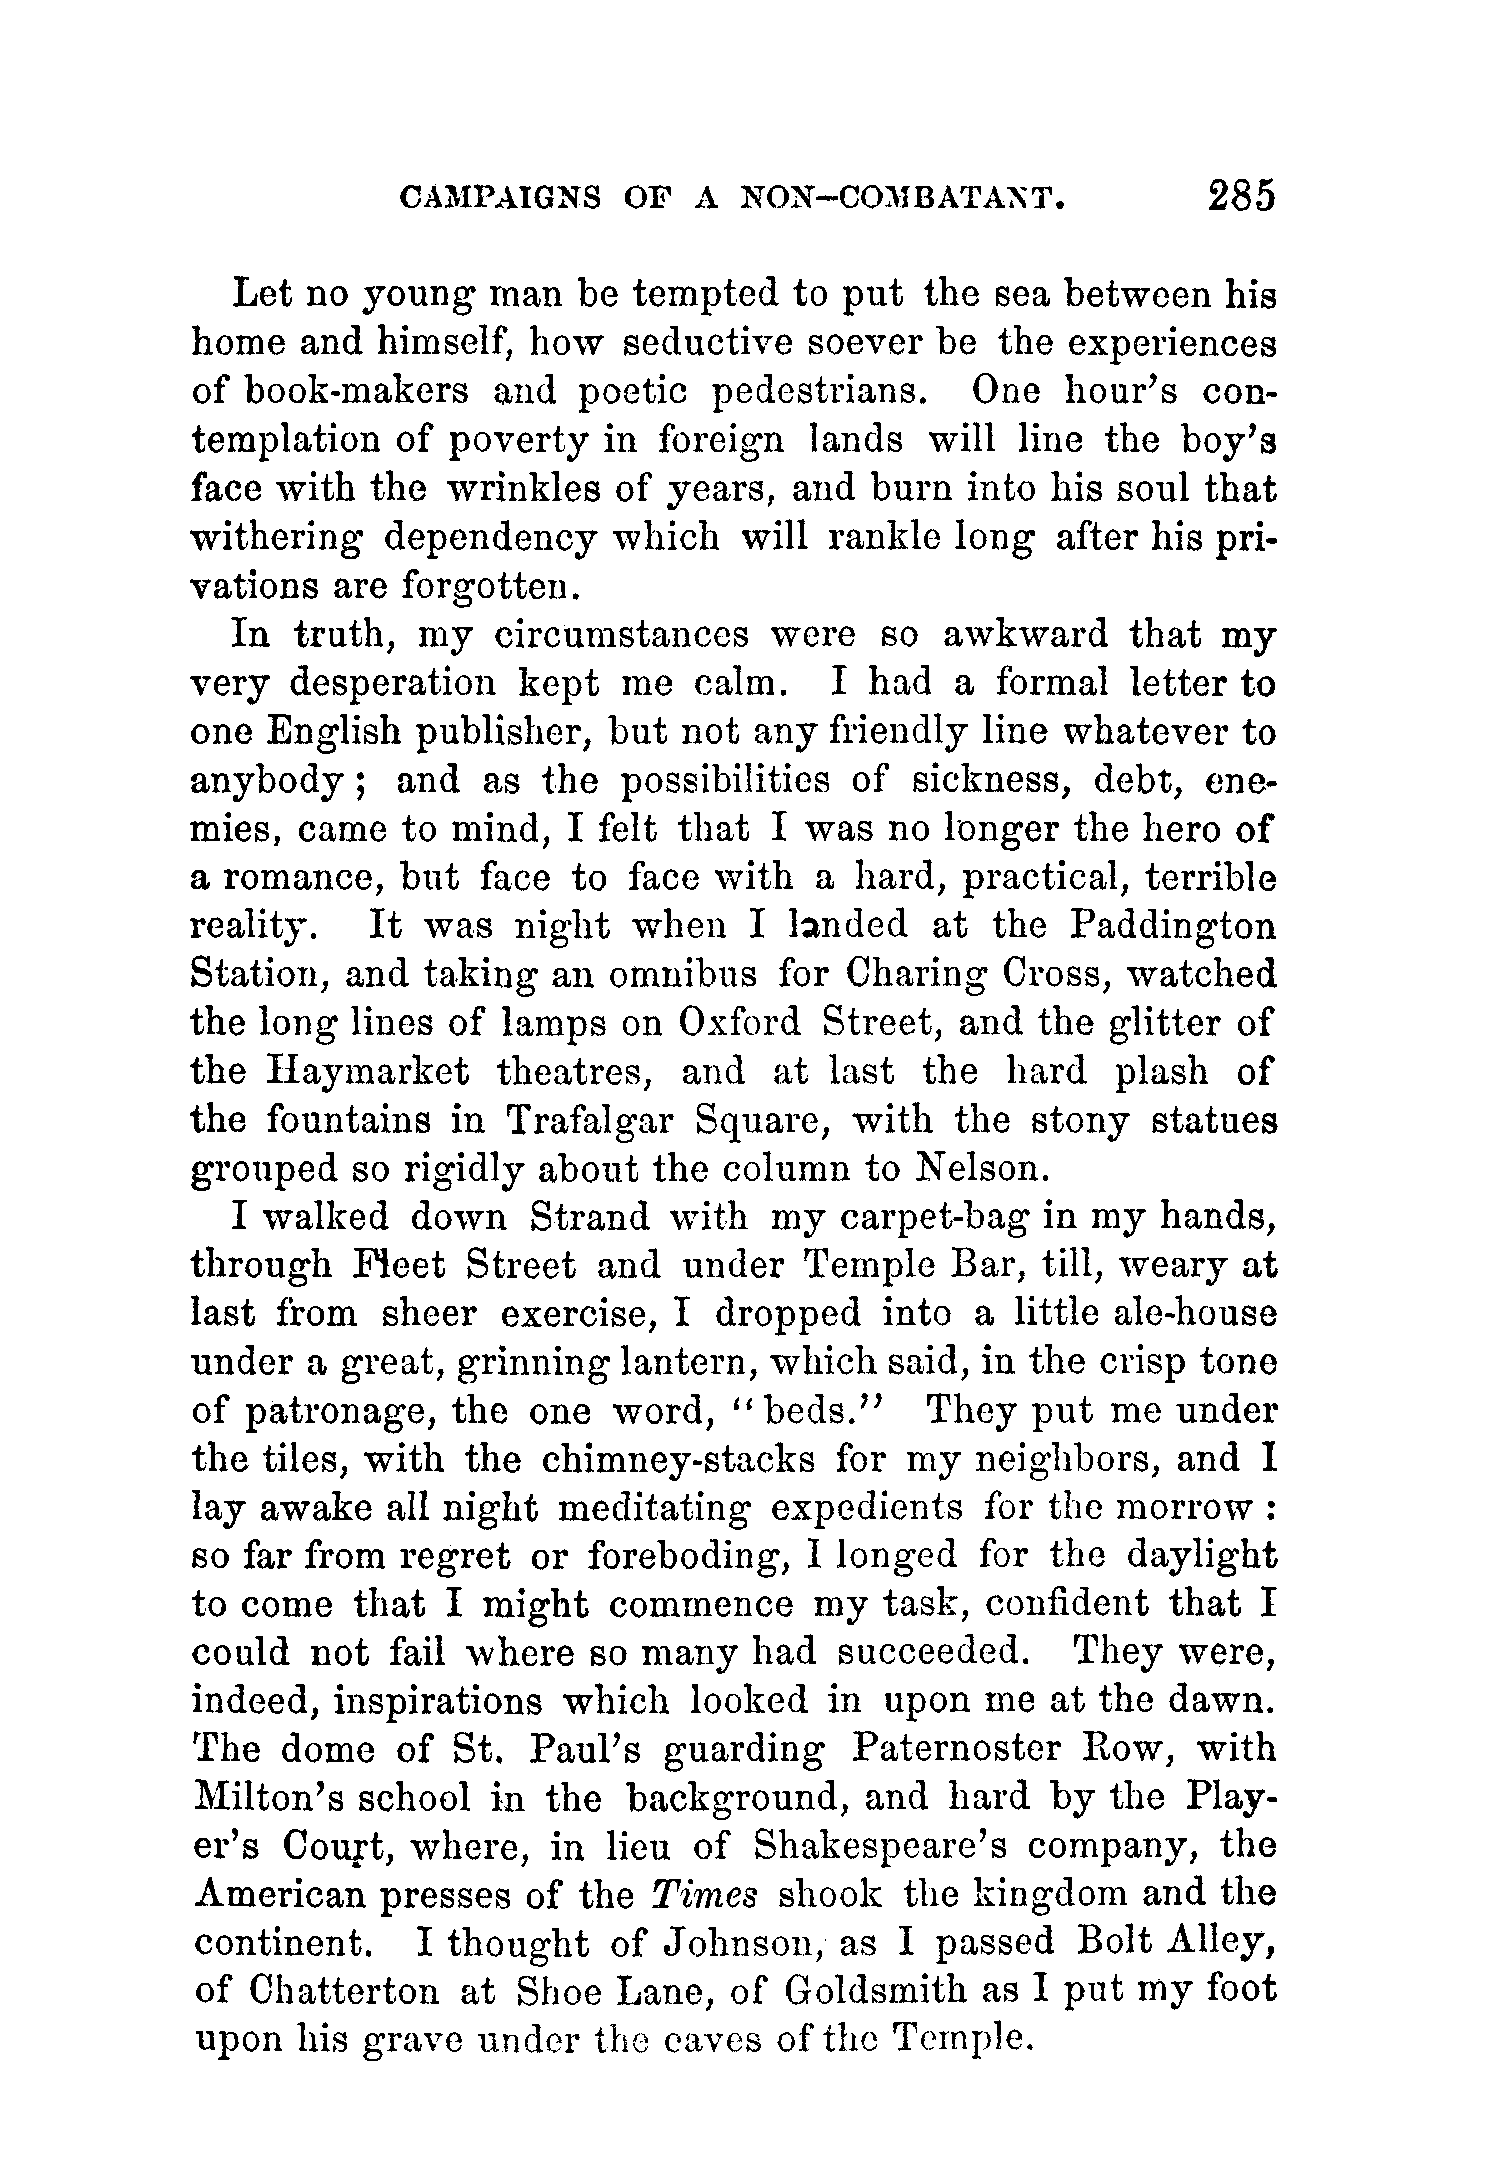 CAMPAIGNS OF A NON-COMBATANT. 285
Let no young man be tempted to put the sea between his
home and himself, how seductive soever be the experiences
of book-makers and poetic pedestrians. One hour's con-
templation of poverty in foreign lands will line the boy's
face with the wrinkles of years, and burn into his soul that
withering dependency which will rankle long after his pri-
vations are forgotten.
In truth, my circumstances were so awkward that my
very desperation kept me calm. I had a formal letter to
one English publisher, but not any friendly line whatever to
anybody; and as the possibilities of sickness, debt, ene-
mies, came to mind, I felt that I was no longer the hero of
a romance, but face to face with a hard, practical, terrible
reality. It was night when I landed at the Paddington
Station, and taking an omnibus for Charing Cross, watched
the long lines of lamps on Oxford Street, and the glitter of
the Haymarket theatres, and at last the hard plash of
the fountains in Trafalgar Square, with the stony statues
grouped so rigidly about the column to Nelson.
I walked down Strand with my carpet-bag in my hands,
through Fleet Street and under Temple Bar, till, weary at
last from sheer exercise, I dropped into a little ale-house
under a great, grinning lantern, which said, in the crisp tone
of patronage, the one word, "beds." They put me under
the tiles, with the chimney-stacks for my neighbors, and I
lay awake all night meditating expedients for the morrow:
so far from regret or foreboding, I longed for the daylight
to come that I might commence my task, confident that I
could not fail where so many had succeeded. They were,
indeed, inspirations which looked in upon me at the dawn.
The dome of St. Paul's guarding Paternoster Row, with
Milton's school in the background, and hard by the Play-
er's Court, where, in lieu of Shakespeare's company, the
American presses of the Times shook the kingdom and the
continent. I thought of Johnson, as I passed Bolt Alley,
of Chatterton at Shoe Lane, of Goldsmith as I put my foot
upon his grave under the eaves of the Temple.